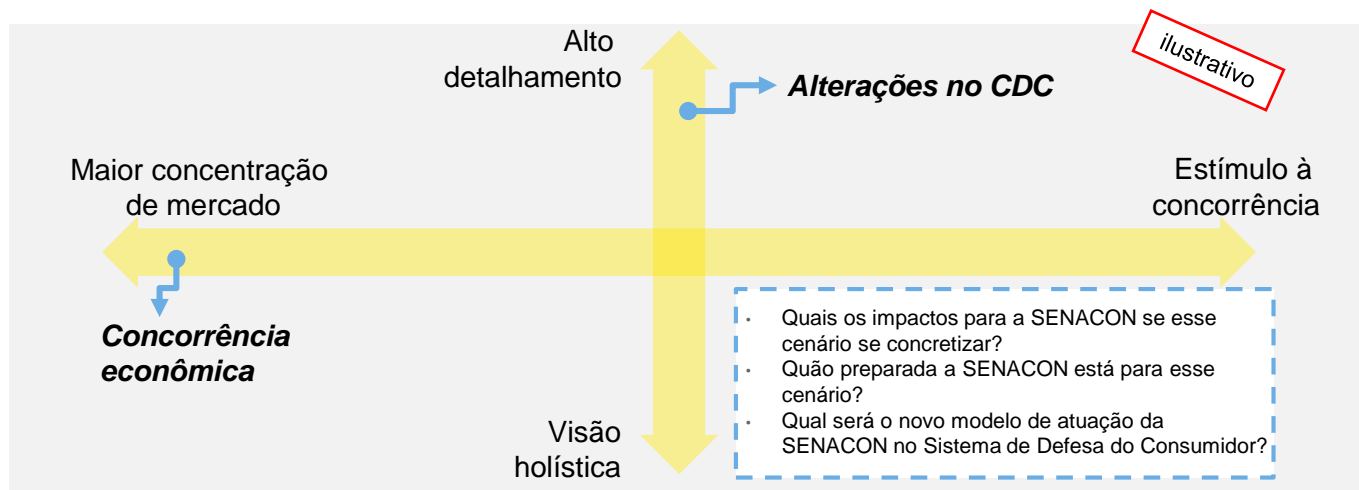 Alto
detalhamento
ilustrativo
Alterações no CDC
Maior concentração
de mercado
Estímulo à
concorrência
Concorrência
econômica
• Quais os impactos para a SENACON se esse
cenário se concretizar?
• Quão preparada a SENACON está para esse
cenário?
• Qual será o novo modelo de atuação da
SENACON no Sistema de Defesa do Consumidor?
Visão
holística